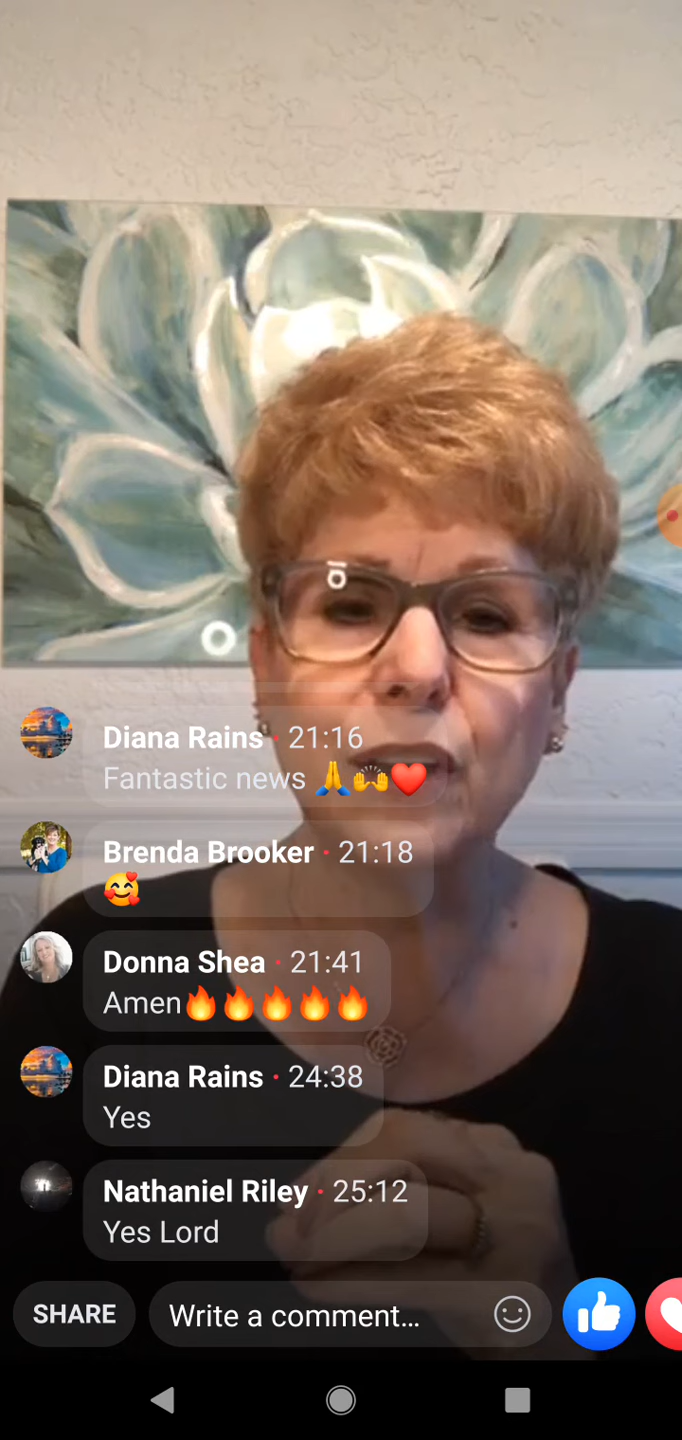 Diana Rains · 21:16
Fantastic news 🙏🙌❤️
Brenda Brooker · 21:18
🥰
Donna Shea · 21:41
Amen🔥🔥🔥🔥🔥
Diana Rains · 24:38
Yes
Nathaniel Riley · 25:12
Yes Lord
SHARE
Write a comment...